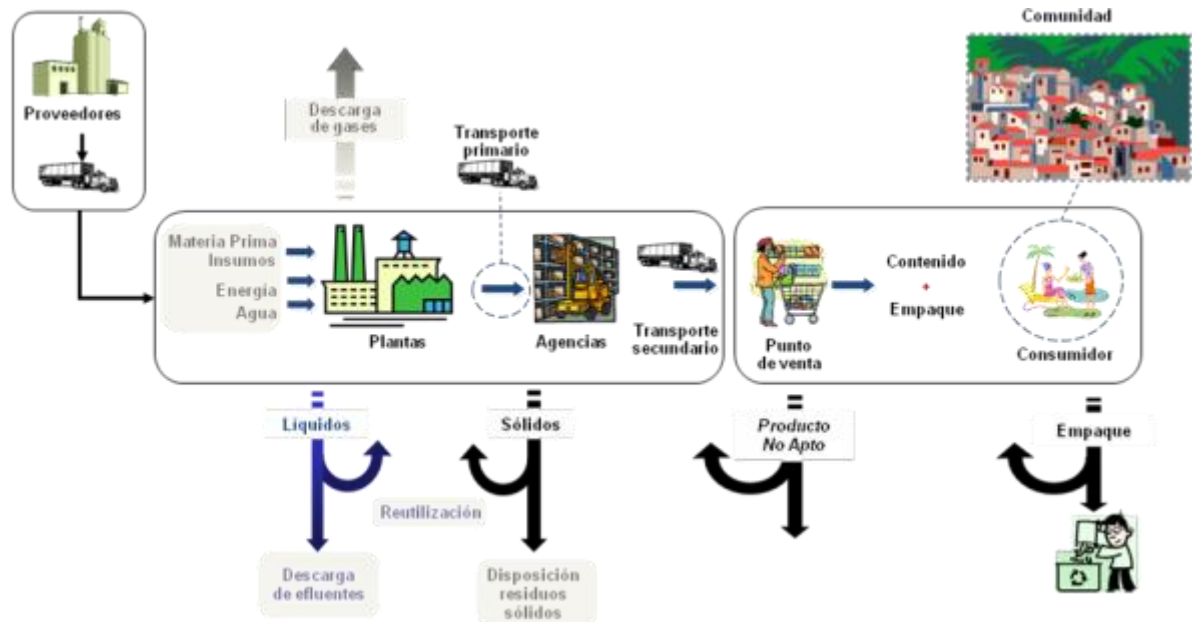 Comunidad
Proveedores
Descarga
de gases
Transporte
primario
Materia Prima
Insumos
Energía
Agua
Plantas
Agencias
Transporte
secundario
Punto
de venta
Contenido
+
Empaque
Consumidor
Líquidos
Sólidos
Producto
No Apto
Empaque
Reutilización
Descarga
de efluentes
Disposición
residuos
sólidos